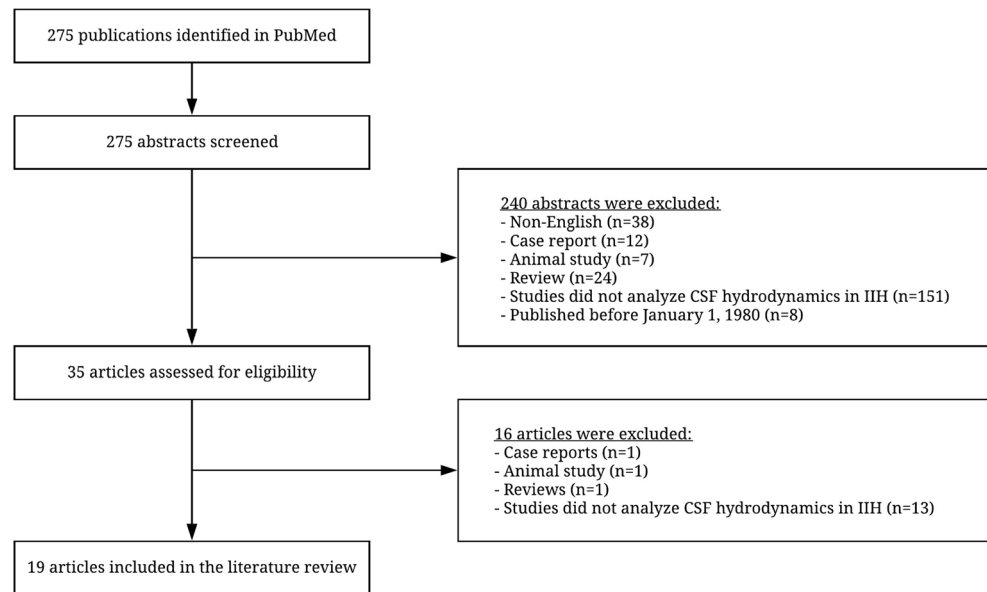 275 publications identified in PubMed
275 abstracts screened
240 abstracts were excluded:
- Non-English (n=38)
- Case report (n=12)
- Animal study (n=7)
- Review (n=24)
- Studies did not analyze CSF hydrodynamics in IIH (n=151)
- Published before January 1, 1980 (n=8)
35 articles assessed for eligibility
16 articles were excluded:
- Case reports (n=1)
- Animal study (n=1)
- Reviews (n=1)
- Studies did not analyze CSF hydrodynamics in IIH (n=13)
19 articles included in the literature review